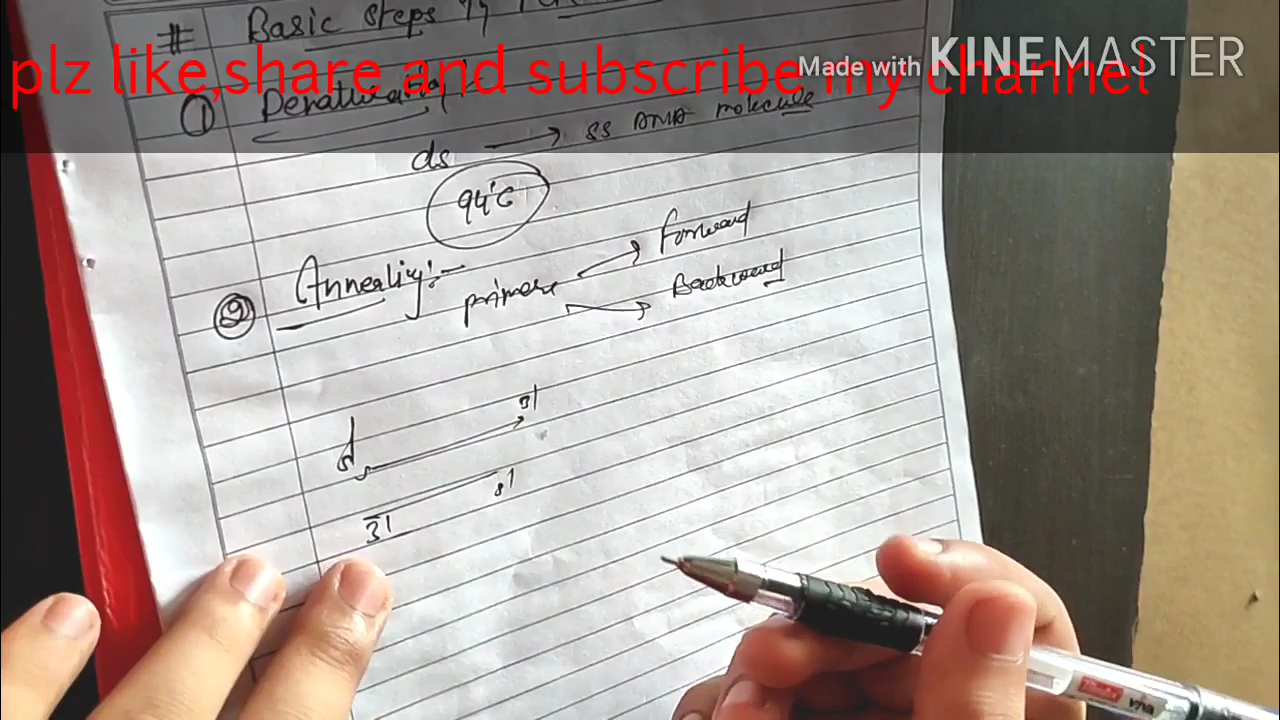 # Basic steps of
plz like,share and subscribe my channel
Made with KINEMASTER
① Denaturation
ds → ss DNA molecule
94°C
② Annealing:-
primers
Forward
Backward
3'
5'
3'